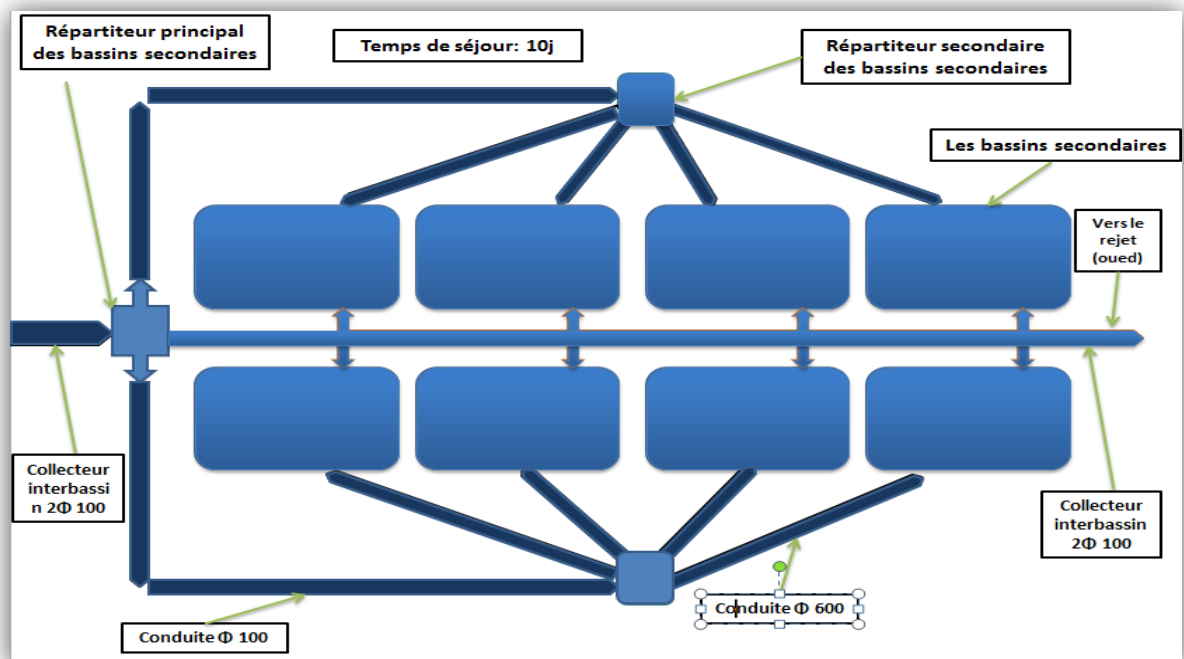 Répartiteur principal
des bassins secondaires
Temps de séjour: 10j
Répartiteur secondaire
des bassins secondaires
Les bassins secondaires
Vers le
rejet
(oued)
Collecteur
interbassi
n 2Φ 100
Collecteur
interbassin
2Φ 100
Conduite Φ 600
Conduite Φ 100